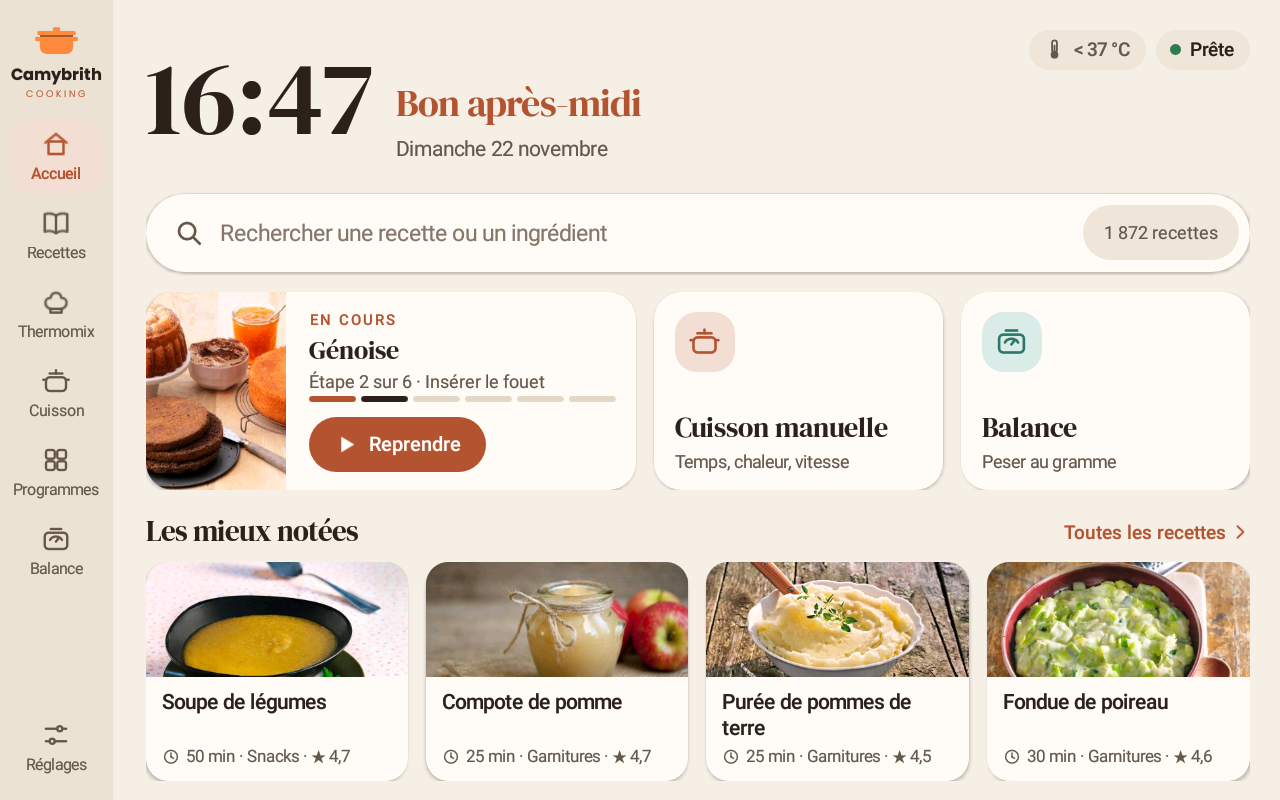 Camybrith
COOKING
Accueil
Recettes
Thermomix
Cuisson
Programmes
Balance
Réglages
16:47
Bon après-midi
Dimanche 22 novembre
< 37 °C
Prête
Rechercher une recette ou un ingrédient
1 872 recettes
EN COURS
Génoise
Étape 2 sur 6 · Insérer le fouet
Reprendre
Cuisson manuelle
Temps, chaleur, vitesse
Balance
Peser au gramme
Les mieux notées
Toutes les recettes
Soupe de légumes
50 min · Snacks · ★ 4,7
Compote de pomme
25 min · Garnitures · ★ 4,7
Purée de pommes de
terre
25 min · Garnitures · ★ 4,5
Fondue de poireau
30 min · Garnitures · ★ 4,6